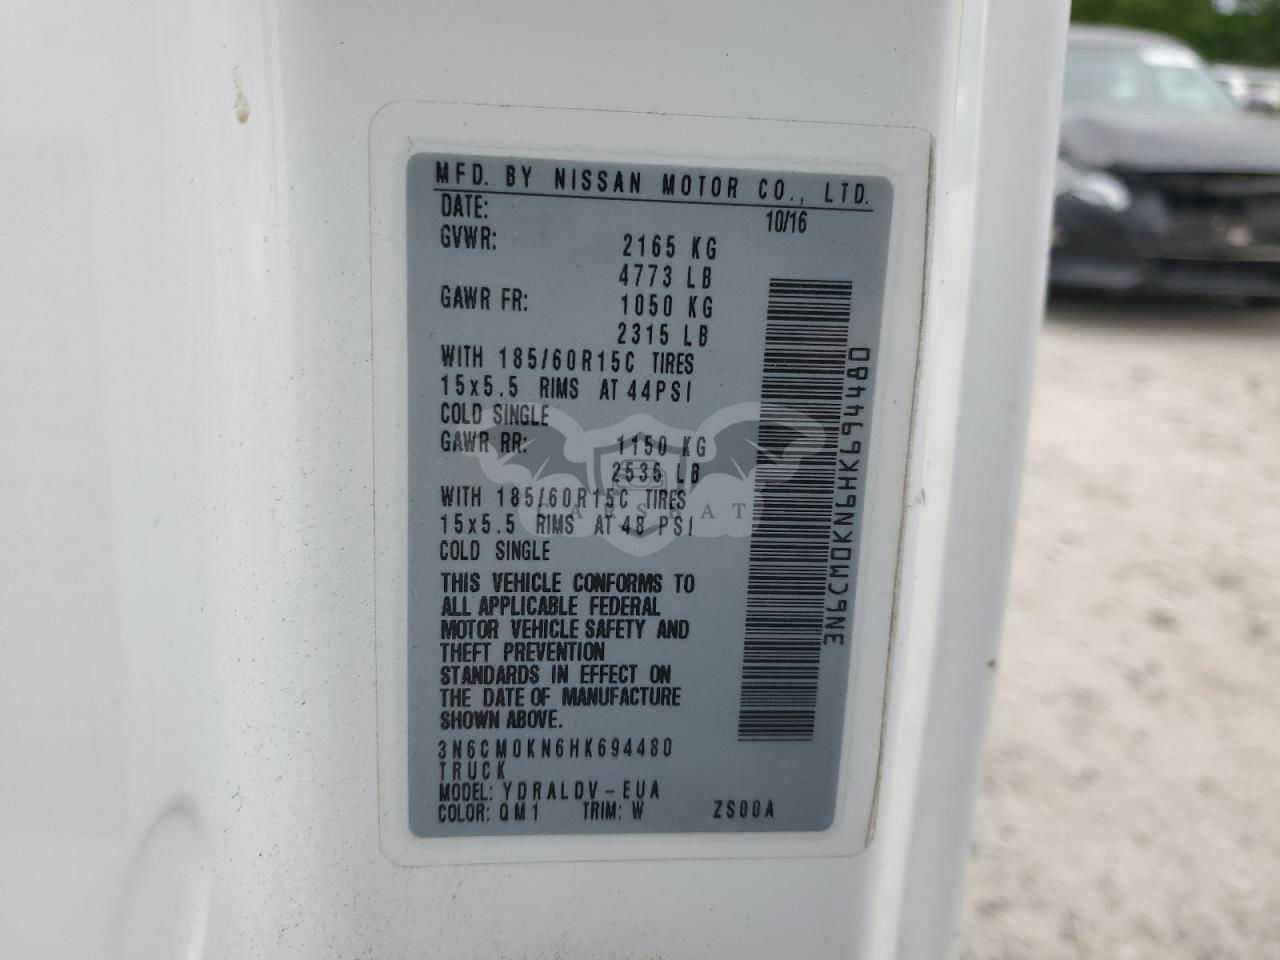 MFD. BY NISSAN MOTOR CO., LTD.
DATE: 10/16
GVWR: 2165 KG
4773 LB
GAWR FR: 1050 KG
2315 LB
WITH 185/60R15C TIRES
15x5.5 RIMS AT 44PSI
COLD SINGLE
GAWR RR: 1150 KG
2535 LB
WITH 185/60R15C TIRES
15x5.5 RIMS AT 48 PSI
COLD SINGLE
THIS VEHICLE CONFORMS TO
ALL APPLICABLE FEDERAL
MOTOR VEHICLE SAFETY AND
THEFT PREVENTION
STANDARDS IN EFFECT ON
THE DATE OF MANUFACTURE
SHOWN ABOVE.
3N6CM0KN6HK694480
TRUCK
MODEL: YDRALDV-EUA
COLOR: QM1 TRIM: W ZS00A
3N6CM0KN6HK694480